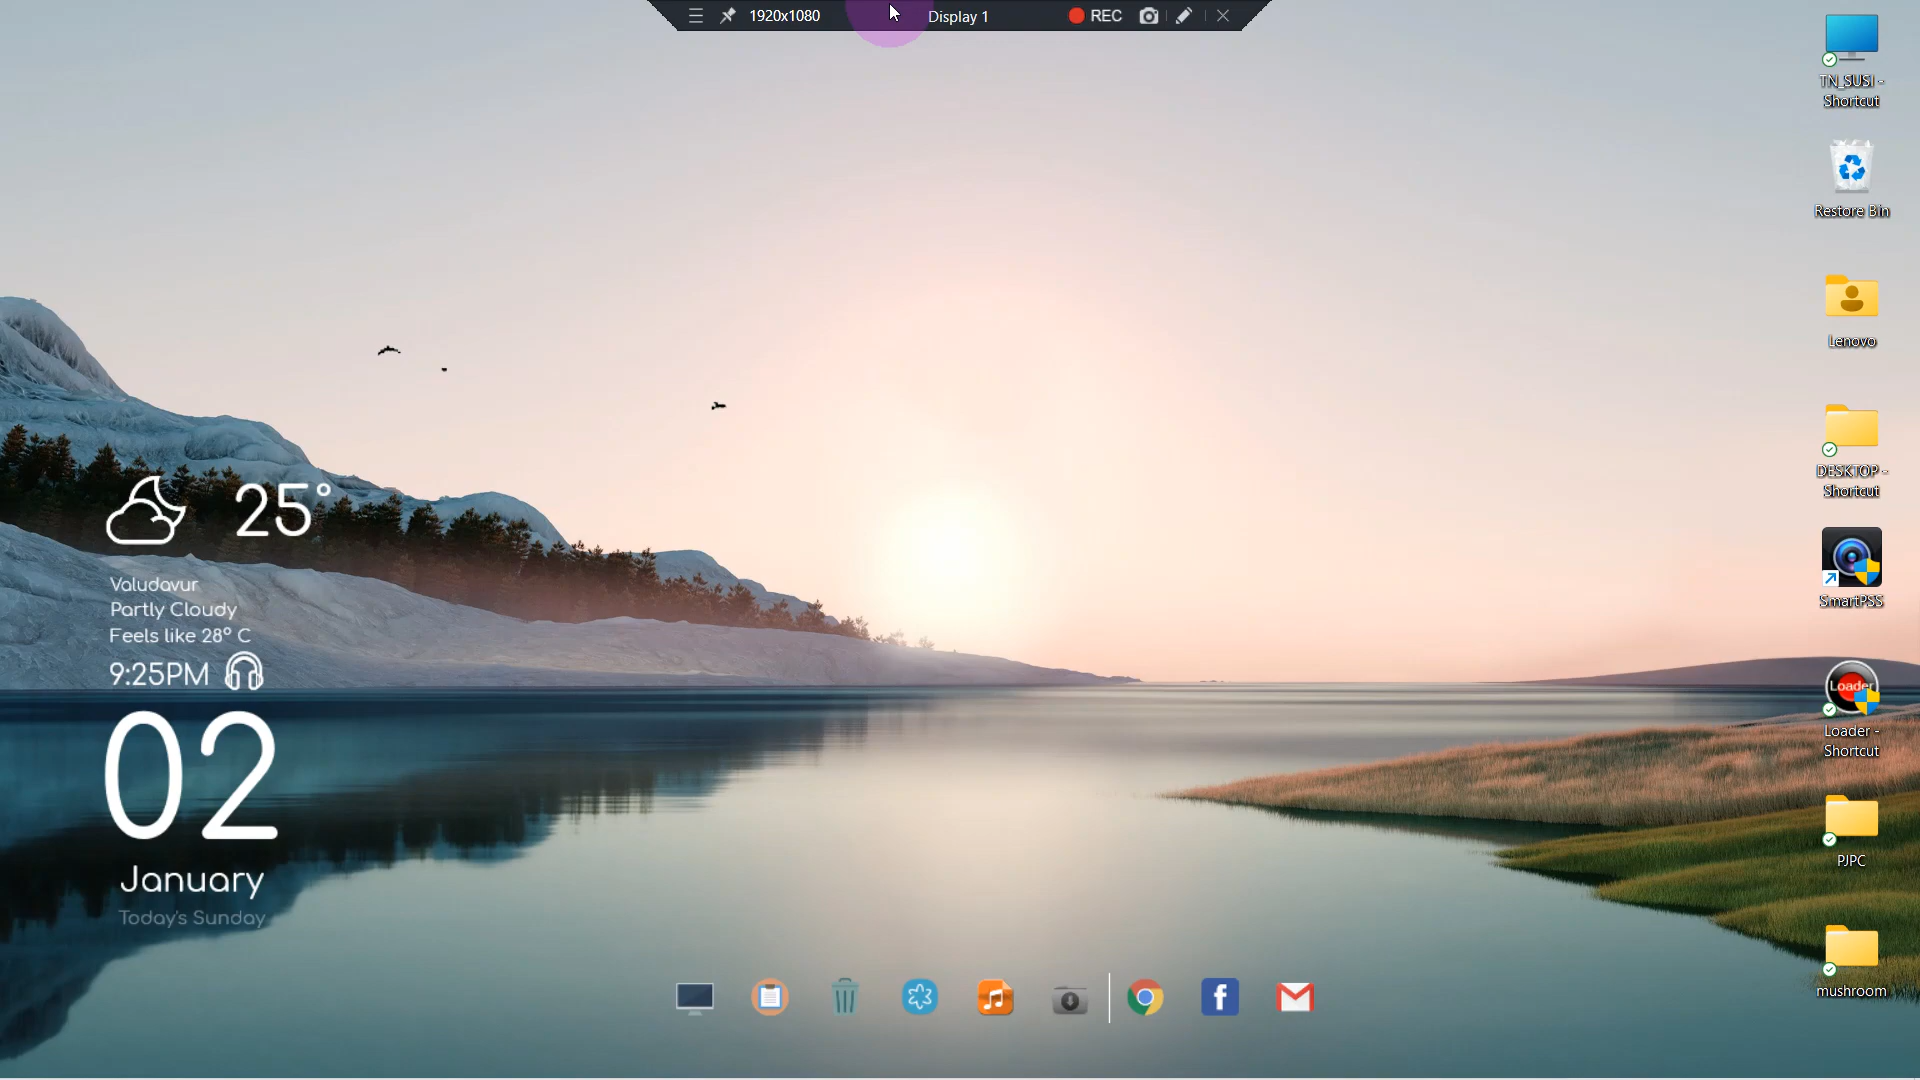 1920x1080
Display 1
REC
TN_SUSI -
Shortcut
Restore Bin
Lenovo
DESKTOP -
Shortcut
SmartPSS
Loader
Loader -
Shortcut
PJPC
mushroom
25°
Valudavur
Partly Cloudy
Feels like 28° C
9:25PM
02
January
Today's Sunday
f